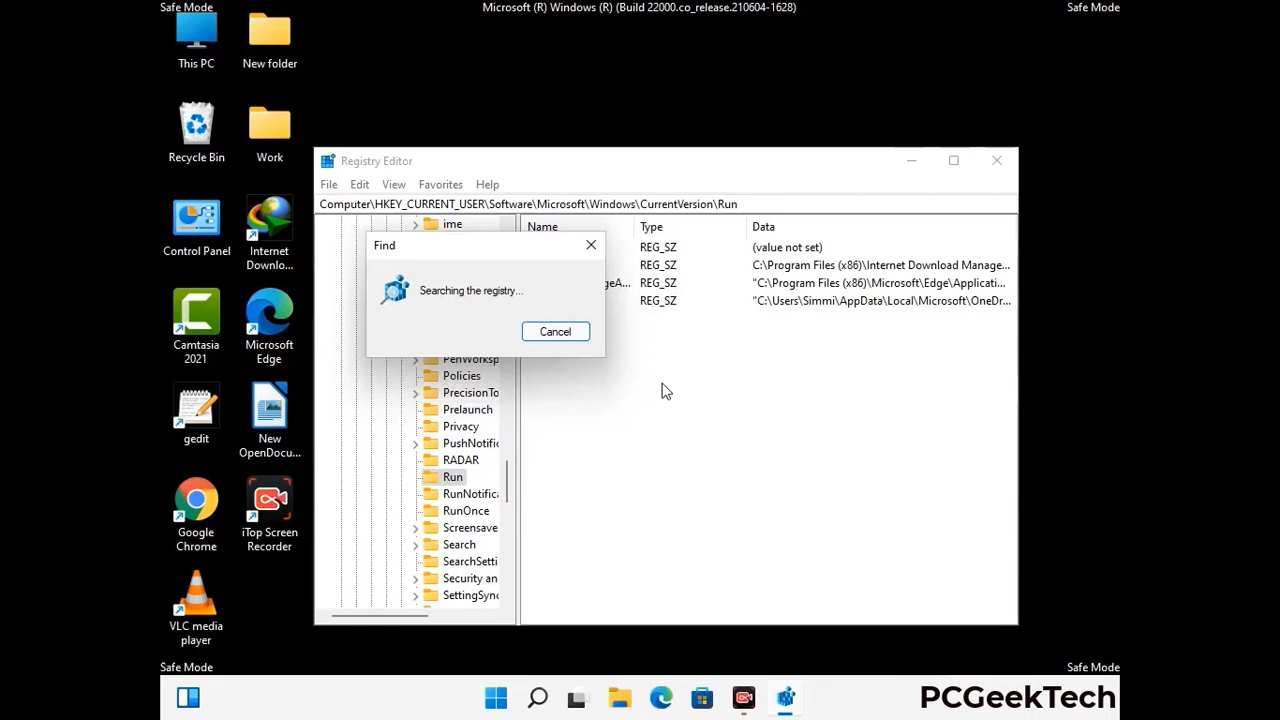 Safe Mode
Microsoft (R) Windows (R) (Build 22000.co_release.210604-1628)
Safe Mode
This PC
New folder
Recycle Bin
Work
Control Panel
Internet
Downlo...
Camtasia
2021
Microsoft
Edge
gedit
New
OpenDocu...
Google
Chrome
iTop Screen
Recorder
VLC media
player
Registry Editor
File Edit View Favorites Help
Computer\HKEY_CURRENT_USER\Software\Microsoft\Windows\CurrentVersion\Run
ime
Name Type Data
REG_SZ (value not set)
REG_SZ C:\Program Files (x86)\Internet Download Manage...
geA... REG_SZ "C:\Program Files (x86)\Microsoft\Edge\Applicati...
REG_SZ "C:\Users\Simmi\AppData\Local\Microsoft\OneDr...
Find
Searching the registry...
Cancel
PenWorksp
Policies
PrecisionTo
Prelaunch
Privacy
PushNotific
RADAR
Run
RunNotifica
RunOnce
Screensave
Search
SearchSetti
Security an
SettingSync
Safe Mode
Safe Mode
PCGeekTech